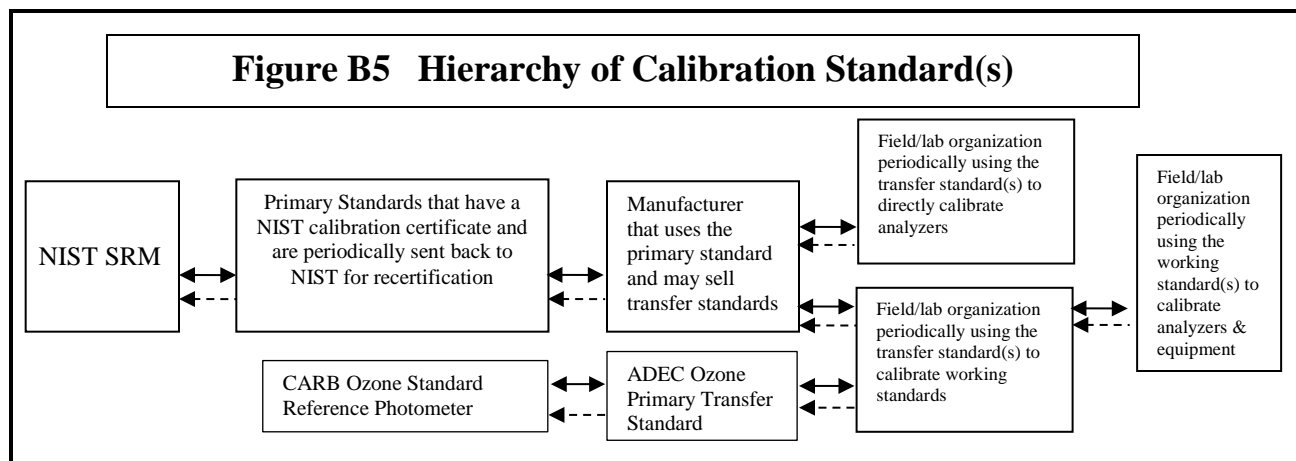 Figure B5 Hierarchy of Calibration Standard(s)
NIST SRM
Primary Standards that have a
NIST calibration certificate and
are periodically sent back to
NIST for recertification
Manufacturer
that uses the
primary standard
and may sell
transfer standards
Field/lab organization
periodically using the
transfer standard(s) to
directly calibrate
analyzers
Field/lab organization
periodically using the
transfer standard(s) to
calibrate working
standards
Field/lab
organization
periodically
using the
working
standard(s) to
calibrate
analyzers &
equipment
CARB Ozone Standard
Reference Photometer
ADEC Ozone
Primary Transfer
Standard